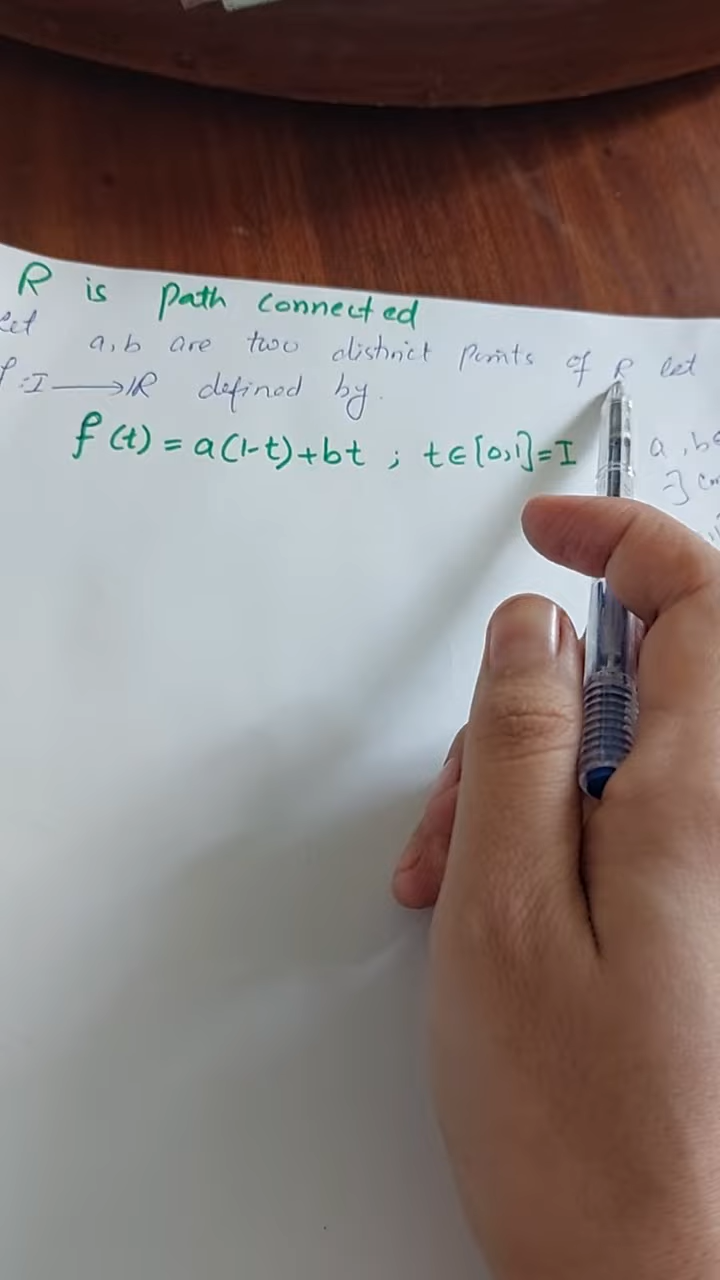 R is path connected
let a,b are two distinct points of R let
f:I⟶R defined by.
f(t) = a(1-t)+bt ; t∈[0,1]=I
a, b∈